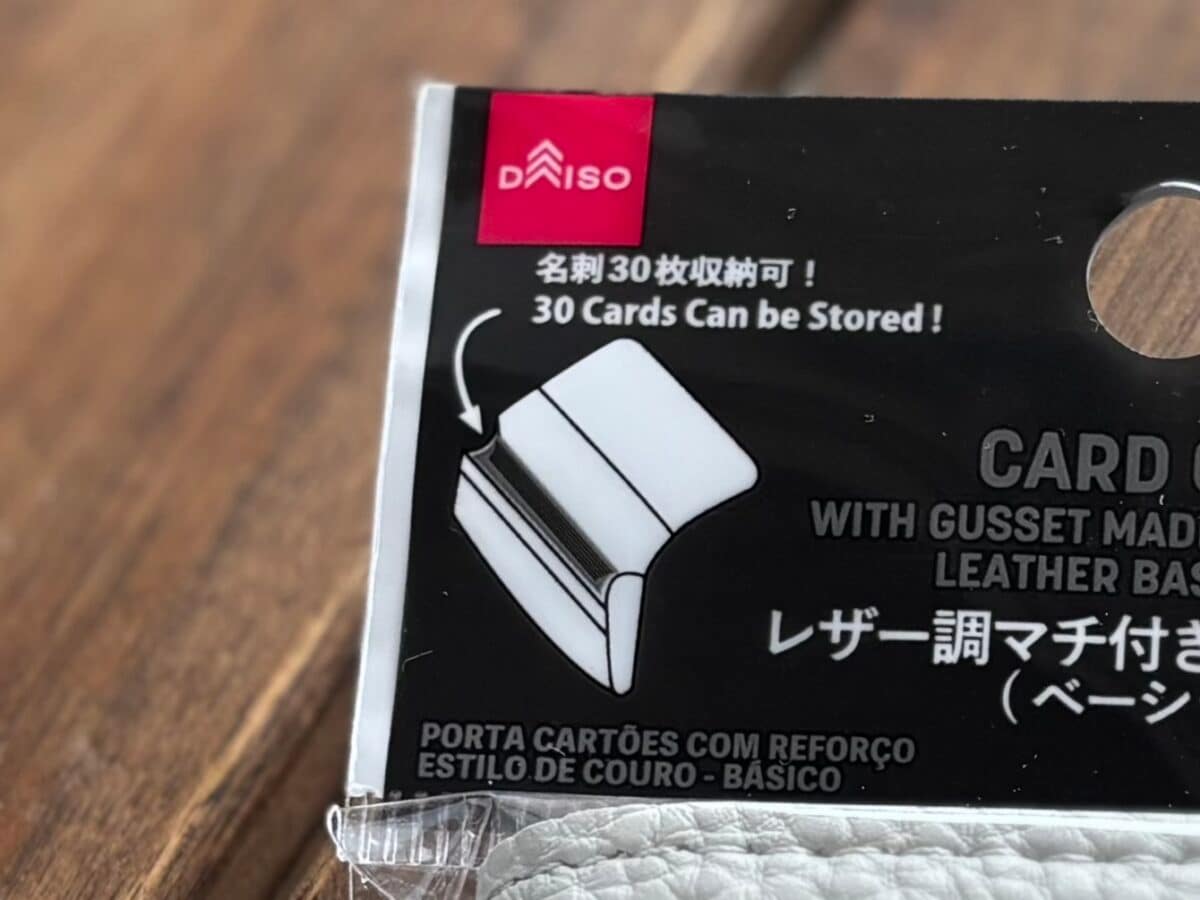 DAISO
名刺30枚収納可！
30 Cards Can be Stored!
CARD
WITH GUSSET
LEATHER
レザー調マチ付き
PORTA CARTÕES COM REFORÇO
ESTILO DE COURO - BÁSICO